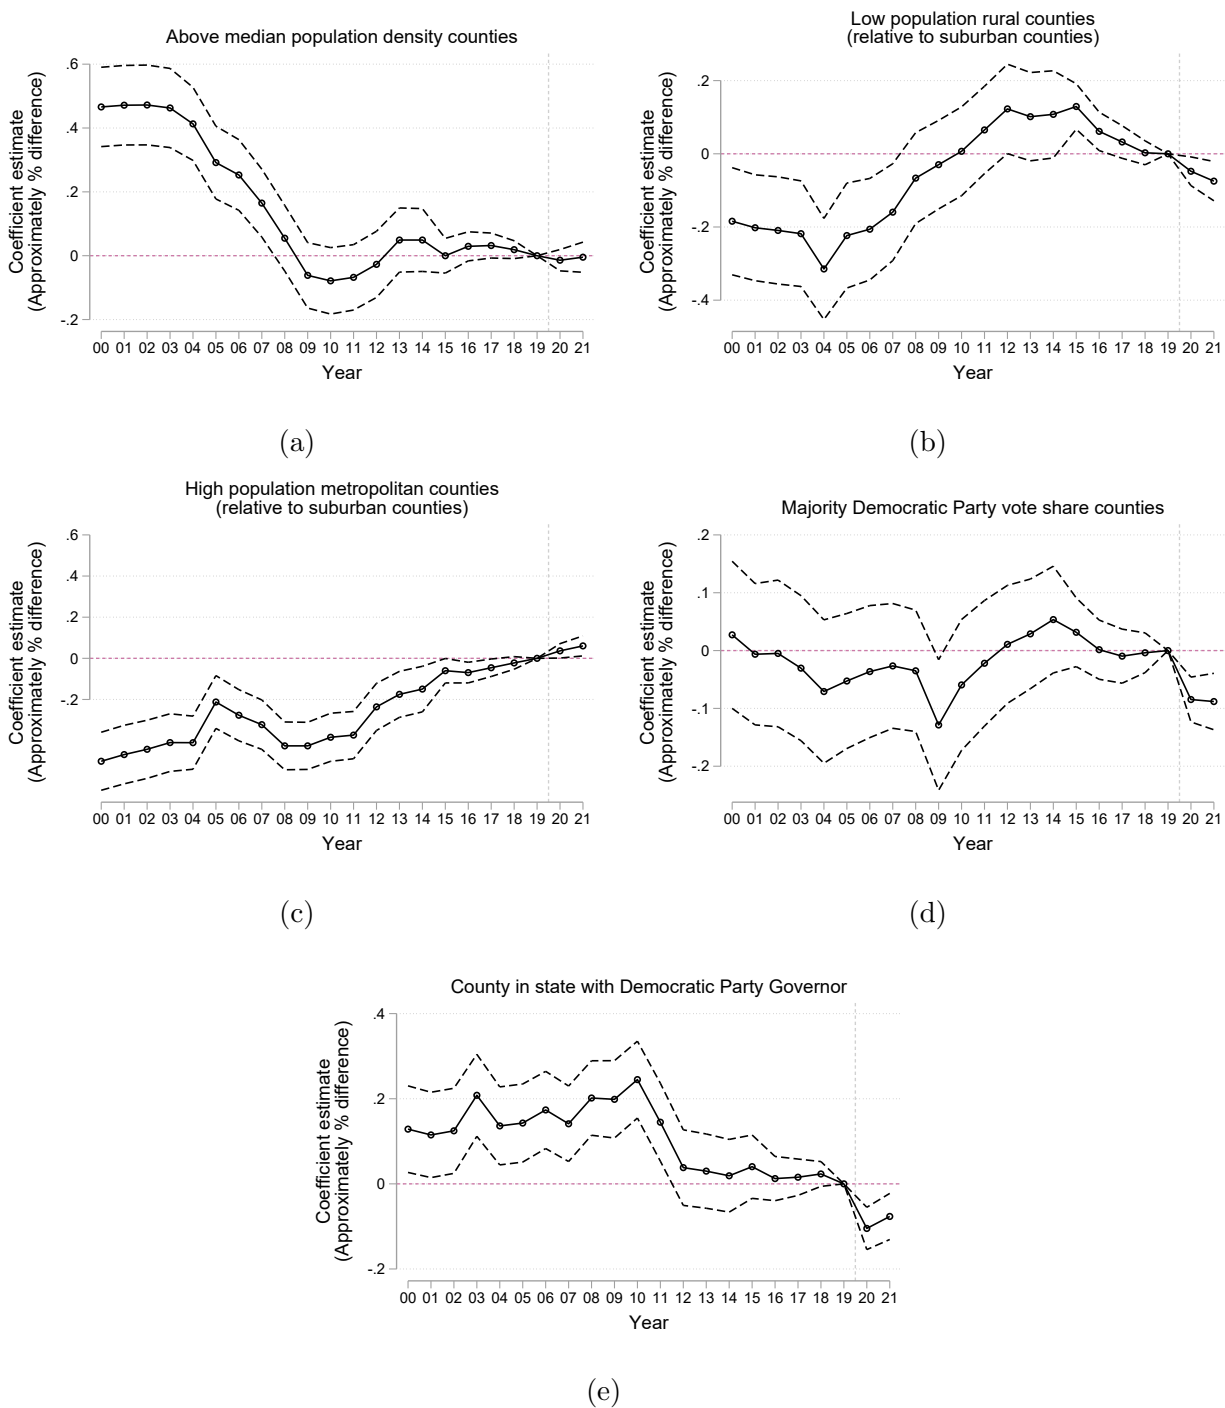 Above median population density counties
Coefficient estimate
(Approximately % difference)
.6
.4
.2
0
-.2
00 01 02 03 04 05 06 07 08 09 10 11 12 13 14 15 16 17 18 19 20 21
Year
(a)
Low population rural counties
(relative to suburban counties)
Coefficient estimate
(Approximately % difference)
.2
0
-.2
-.4
00 01 02 03 04 05 06 07 08 09 10 11 12 13 14 15 16 17 18 19 20 21
Year
(b)
High population metropolitan counties
(relative to suburban counties)
Coefficient estimate
(Approximately % difference)
.6
.4
.2
0
-.2
00 01 02 03 04 05 06 07 08 09 10 11 12 13 14 15 16 17 18 19 20 21
Year
(c)
Majority Democratic Party vote share counties
Coefficient estimate
(Approximately % difference)
.2
.1
0
-.1
-.2
00 01 02 03 04 05 06 07 08 09 10 11 12 13 14 15 16 17 18 19 20 21
Year
(d)
County in state with Democratic Party Governor
Coefficient estimate
(Approximately % difference)
.4
.2
0
-.2
00 01 02 03 04 05 06 07 08 09 10 11 12 13 14 15 16 17 18 19 20 21
Year
(e)